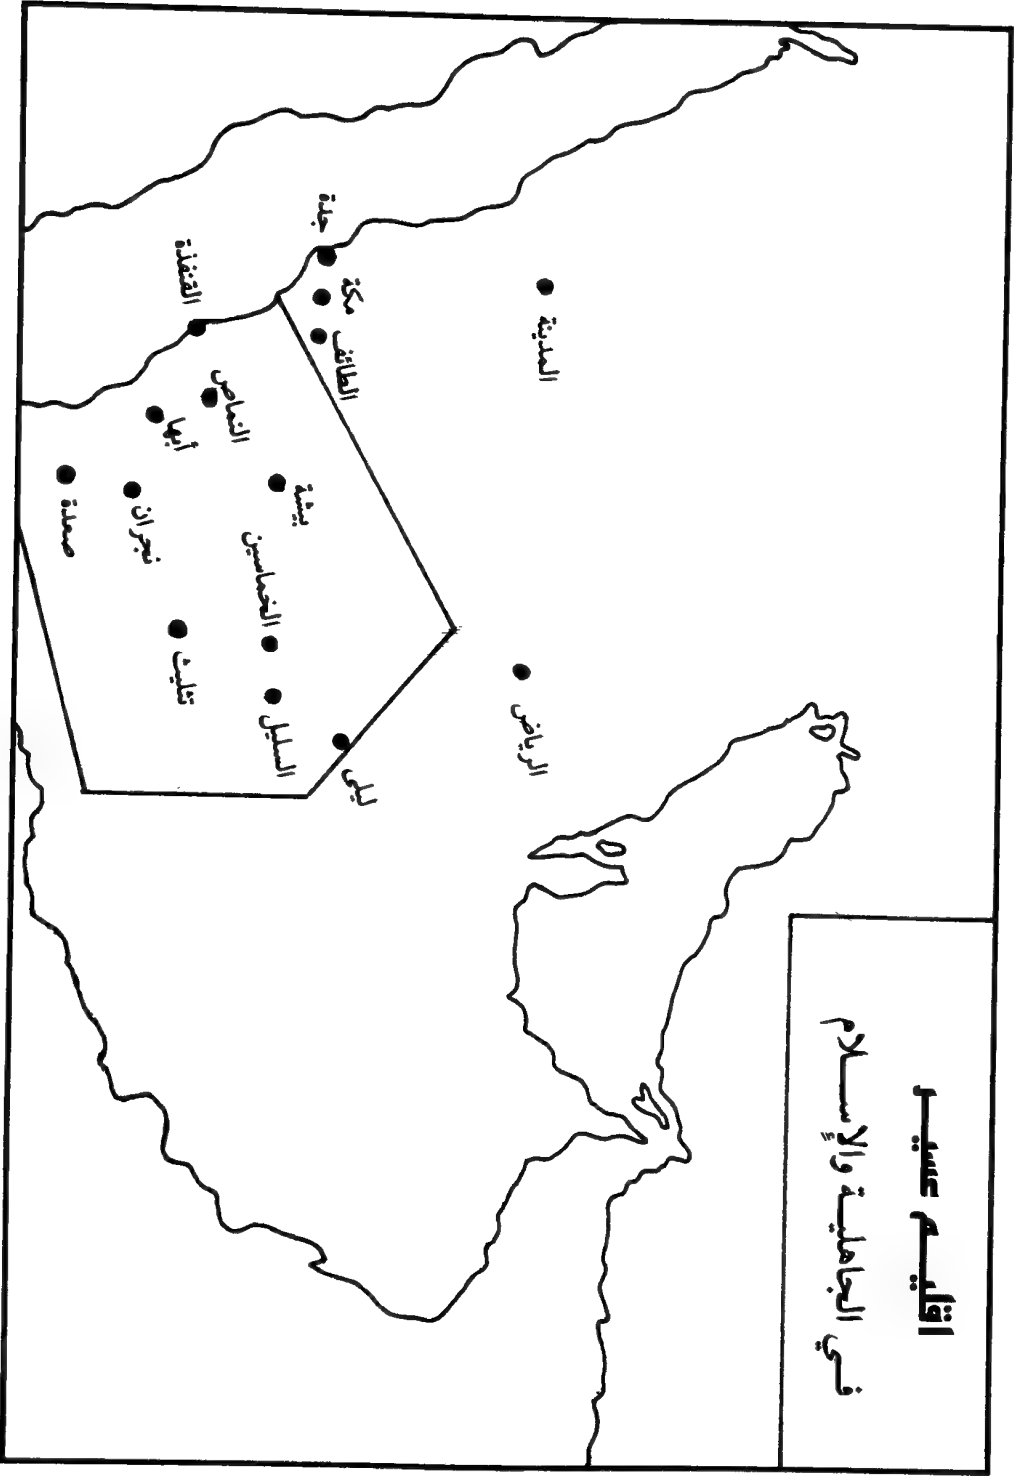 اقليم عسير
في الجاهلية والإسلام
المدينة
جدة
مكة
الطائف
القنفذة
النماص
أبها
بيشة
صعدة
نجران
الخماسين
تثليث
السليل
ليلى
الرياض